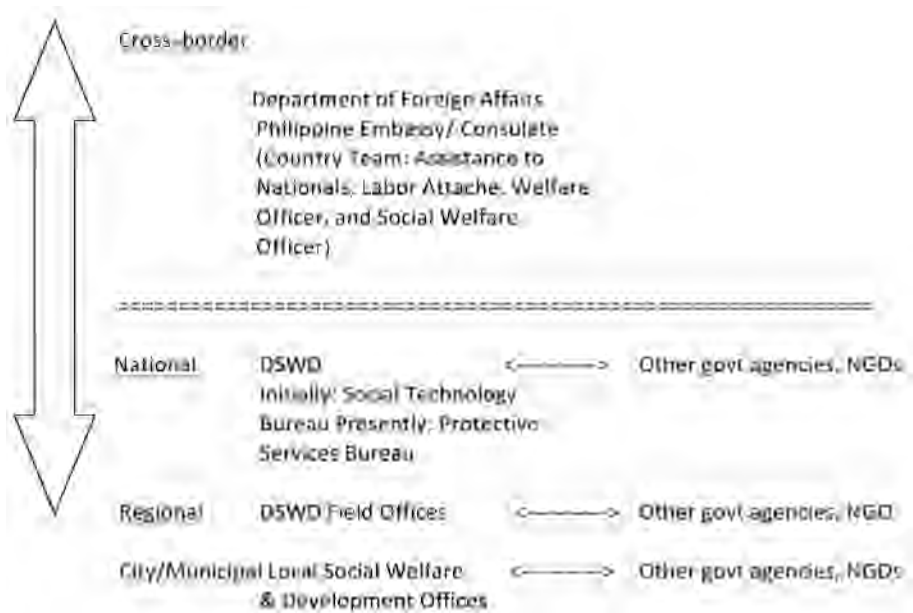 Cross-border
Department of Foreign Affairs
Philippine Embassy/ Consulate
(Country Team: Assistance to
Nationals, Labor Attache, Welfare
Officer, and Social Welfare
Officer)
National DSWD <--------> Other govt agencies, NGOs
Initially: Social Technology
Bureau Presently: Protective
Services Bureau
Regional DSWD Field Offices <--------> Other govt agencies, NGO
City/Municipal Local Social Welfare <--------> Other govt agencies, NGOs
& Development Offices